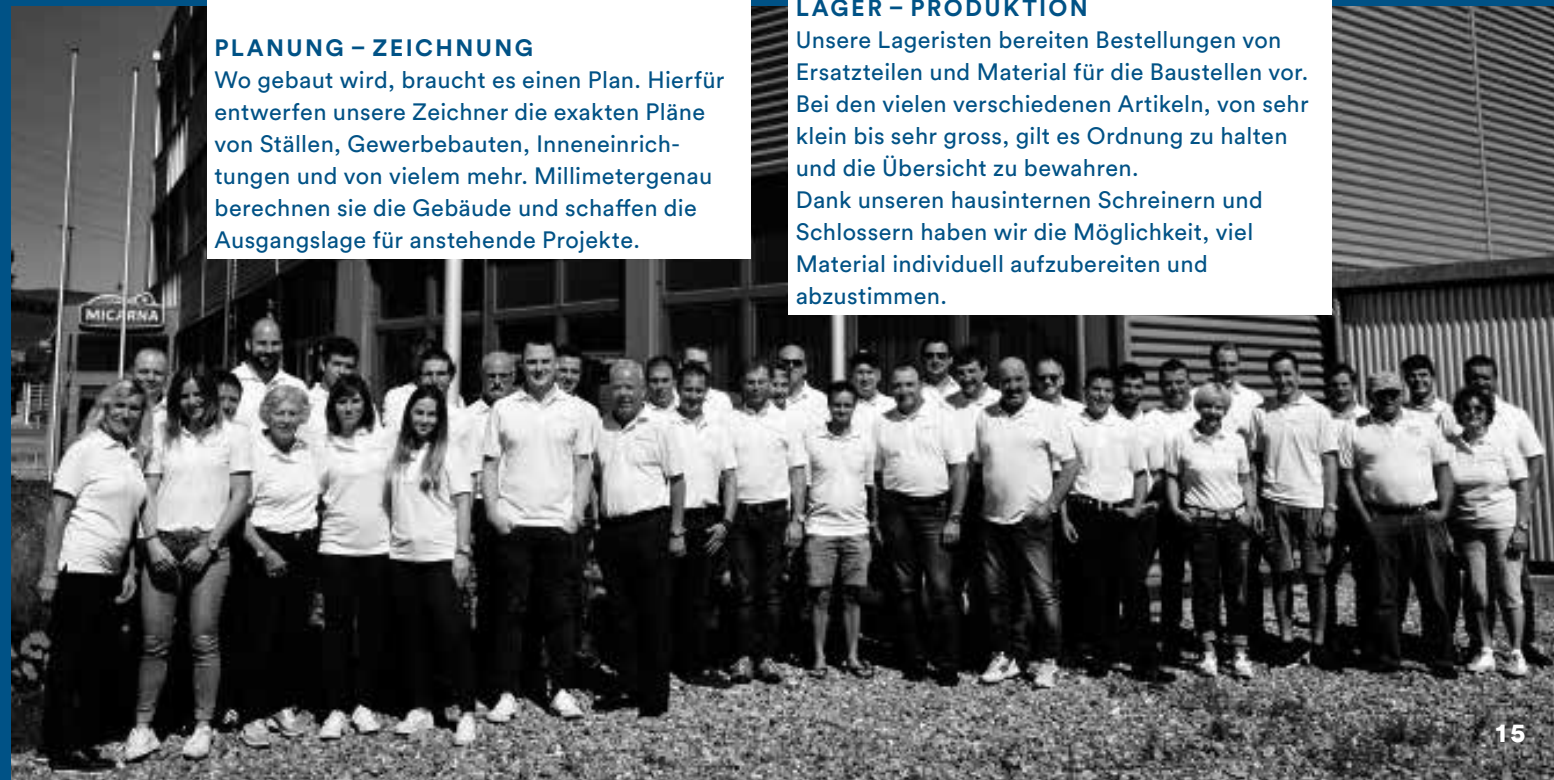 PLANUNG – ZEICHNUNG
Wo gebaut wird, braucht es einen Plan. Hierfür
entwerfen unsere Zeichner die exakten Pläne
von Ställen, Gewerbebauten, Inneneinrich-
tungen und von vielem mehr. Millimetergenau
berechnen sie die Gebäude und schaffen die
Ausgangslage für anstehende Projekte.
LAGER – PRODUKTION
Unsere Lageristen bereiten Bestellungen von
Ersatzteilen und Material für die Baustellen vor.
Bei den vielen verschiedenen Artikeln, von sehr
klein bis sehr gross, gilt es Ordnung zu halten
und die Übersicht zu bewahren.
Dank unseren hausinternen Schreinern und
Schlossern haben wir die Möglichkeit, viel
Material individuell aufzubereiten und
abzustimmen.
MICARNA
15